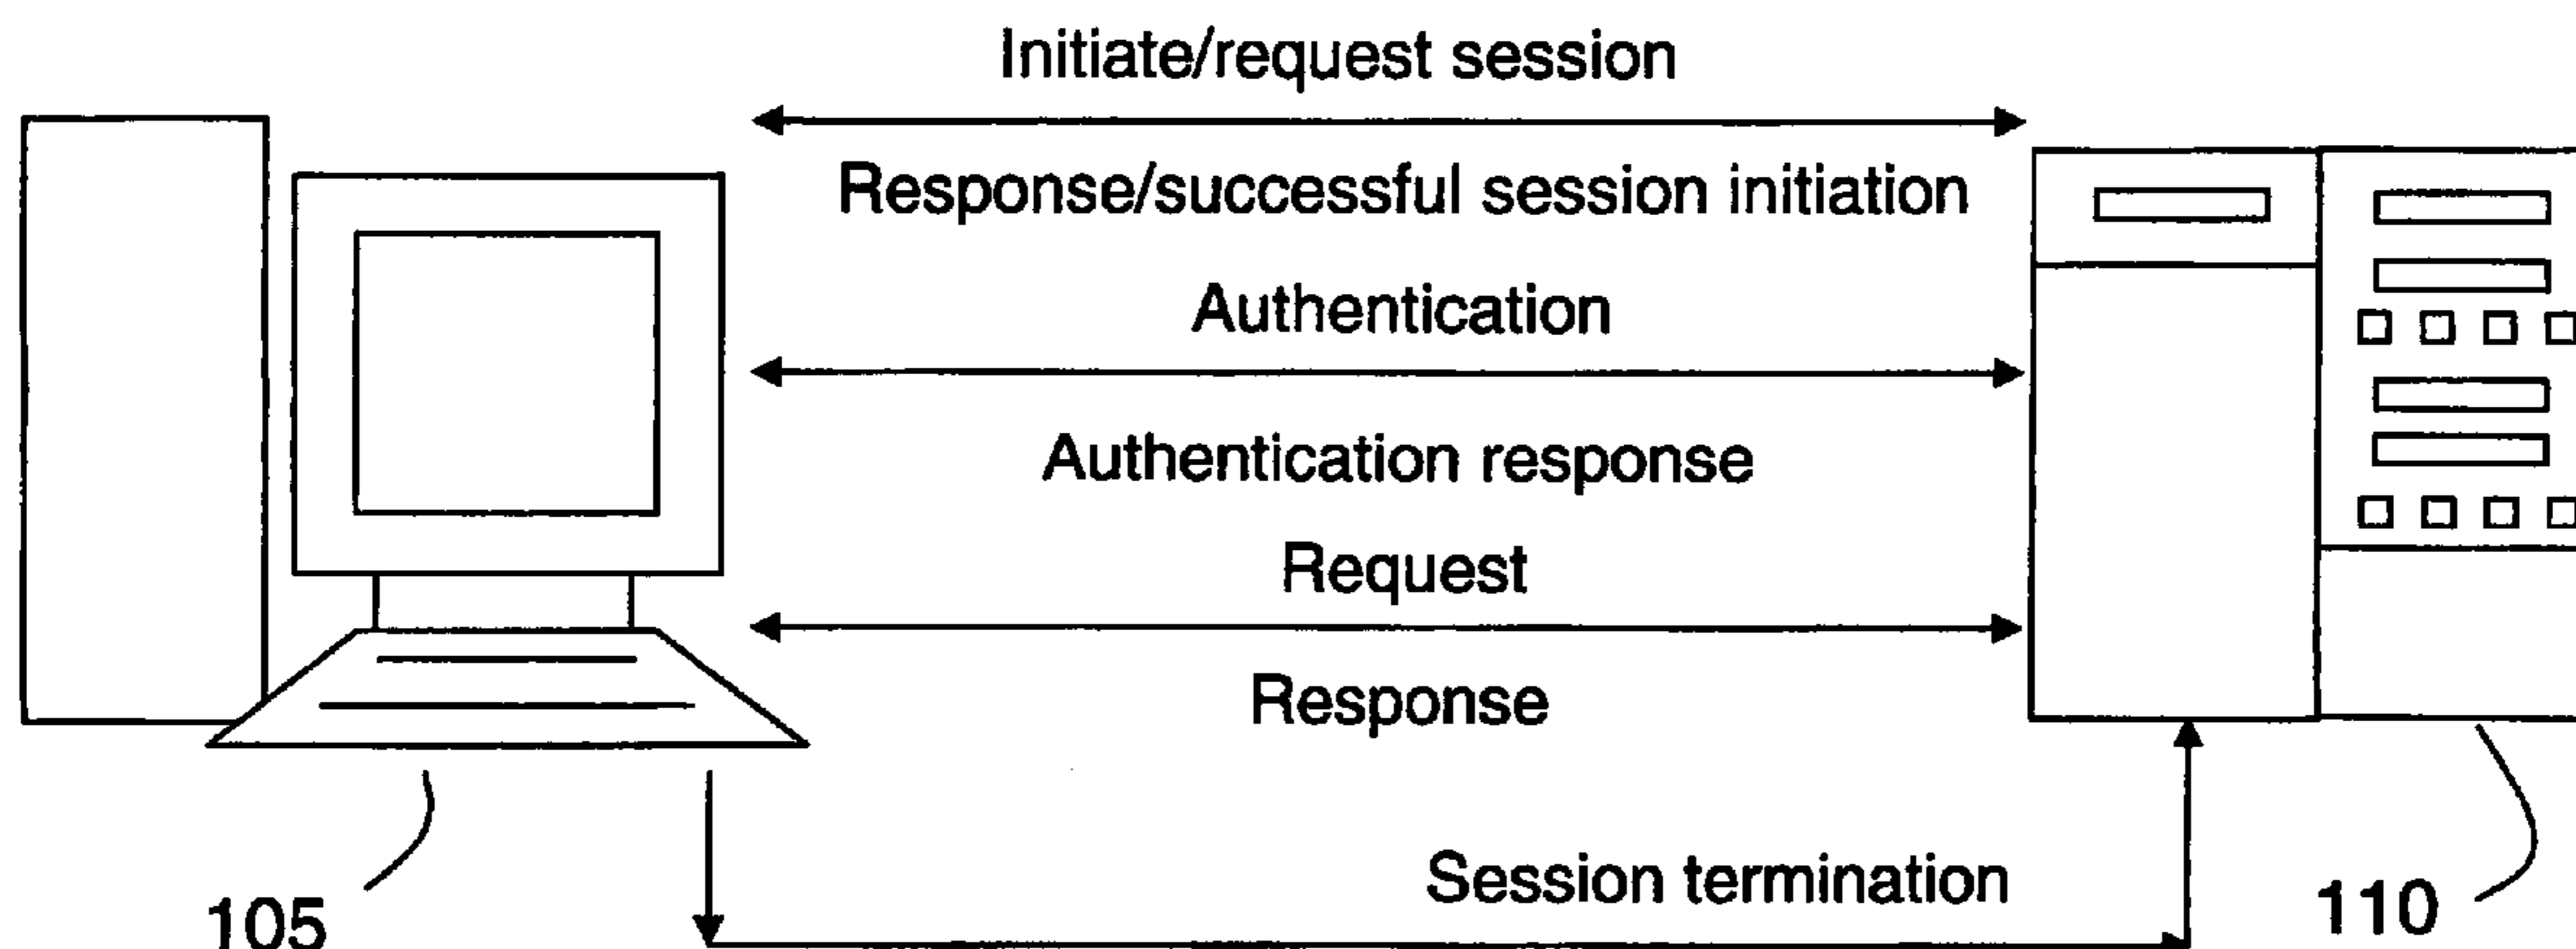 Initiate/request session
Response/successful session initiation
Authentication
Authentication response
Request
Response
Session termination
105
110